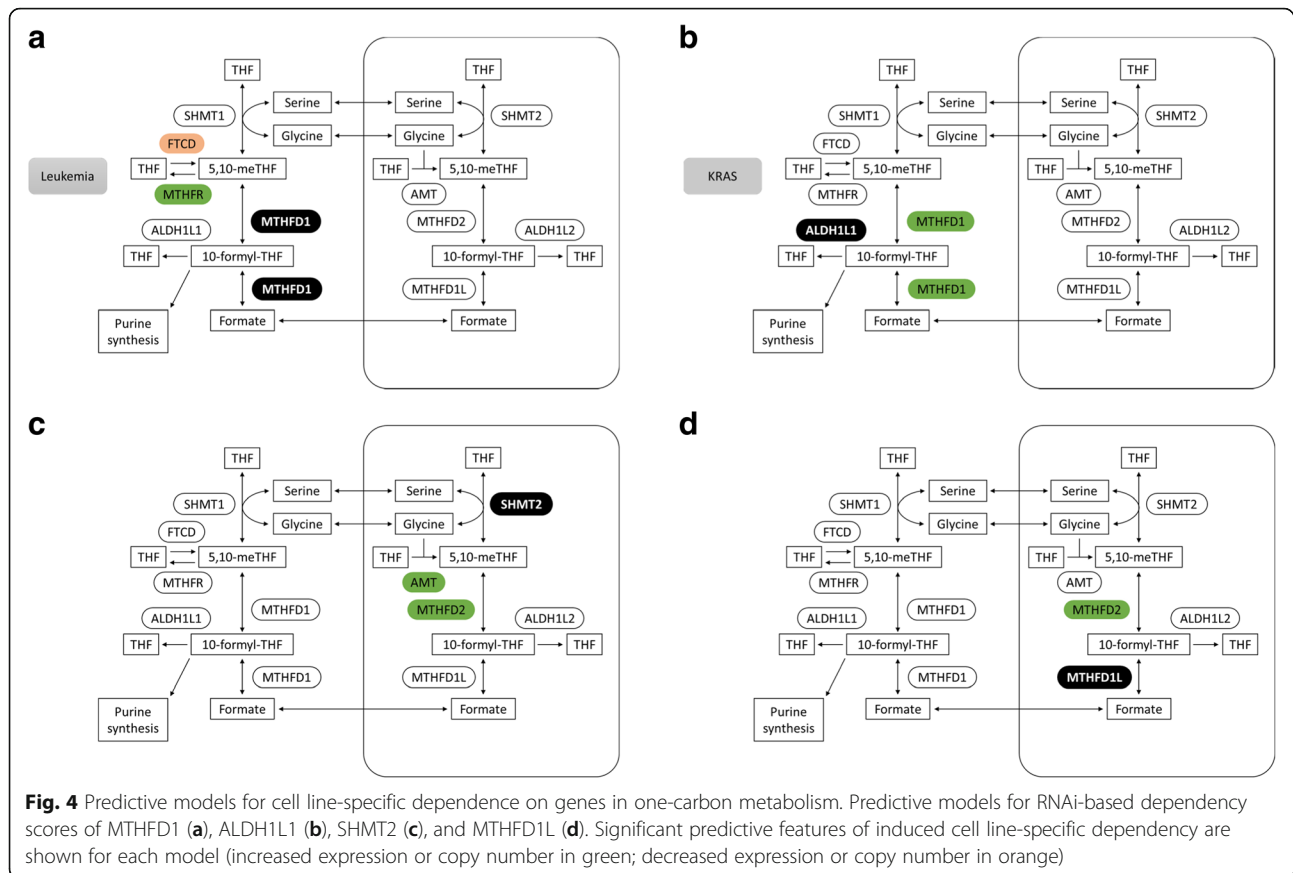 a
THF
THF
Serine
Serine
SHMT1
SHMT2
Glycine
Glycine
FTCD
Leukemia
THF
5,10-meTHF
THF
5,10-meTHF
MTHFR
AMT
MTHFD1
MTHFD2
ALDH1L1
ALDH1L2
THF
10-formyl-THF
10-formyl-THF
THF
MTHFD1
MTHFD1L
Purine
synthesis
Formate
Formate
b
THF
THF
Serine
Serine
SHMT1
SHMT2
Glycine
Glycine
FTCD
KRAS
THF
5,10-meTHF
THF
5,10-meTHF
MTHFR
AMT
MTHFD1
MTHFD2
ALDH1L1
ALDH1L2
THF
10-formyl-THF
10-formyl-THF
THF
MTHFD1
MTHFD1L
Purine
synthesis
Formate
Formate
c
THF
THF
Serine
Serine
SHMT1
SHMT2
Glycine
Glycine
FTCD
THF
5,10-meTHF
THF
5,10-meTHF
MTHFR
AMT
MTHFD1
MTHFD2
ALDH1L1
ALDH1L2
THF
10-formyl-THF
10-formyl-THF
THF
MTHFD1
MTHFD1L
Purine
synthesis
Formate
Formate
d
THF
THF
Serine
Serine
SHMT1
SHMT2
Glycine
Glycine
FTCD
THF
5,10-meTHF
THF
5,10-meTHF
MTHFR
AMT
MTHFD1
MTHFD2
ALDH1L1
ALDH1L2
THF
10-formyl-THF
10-formyl-THF
THF
MTHFD1
MTHFD1L
Purine
synthesis
Formate
Formate
Fig. 4 Predictive models for cell line-specific dependence on genes in one-carbon metabolism. Predictive models for RNAi-based dependency
scores of MTHFD1 (a), ALDH1L1 (b), SHMT2 (c), and MTHFD1L (d). Significant predictive features of induced cell line-specific dependency are
shown for each model (increased expression or copy number in green; decreased expression or copy number in orange)